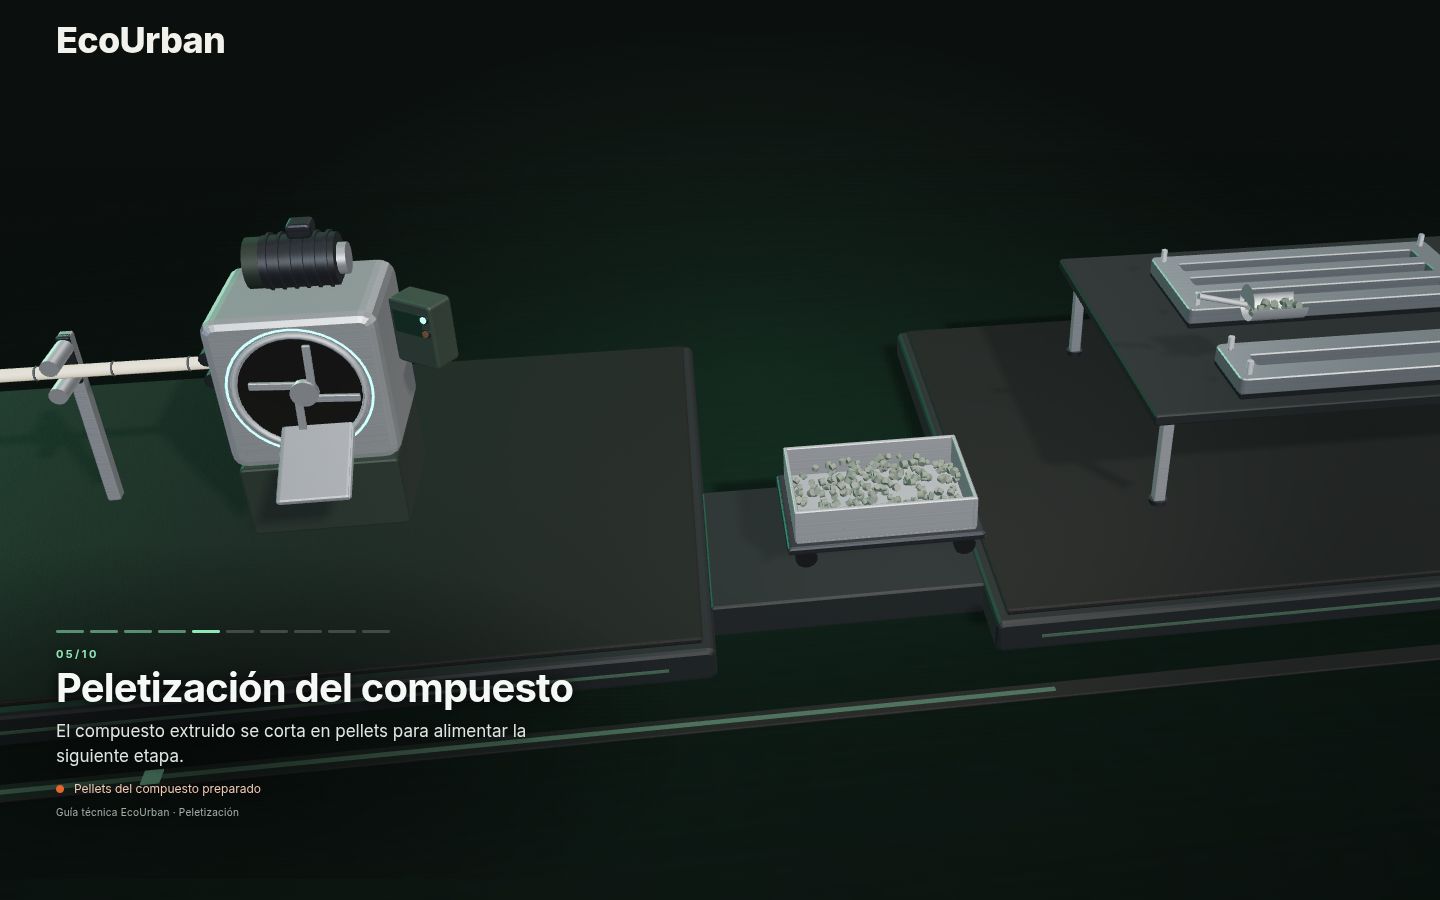 EcoUrban
05/10
Peletización del compuesto
El compuesto extruido se corta en pellets para alimentar la
siguiente etapa.
Pellets del compuesto preparado
Guía técnica EcoUrban · Peletización